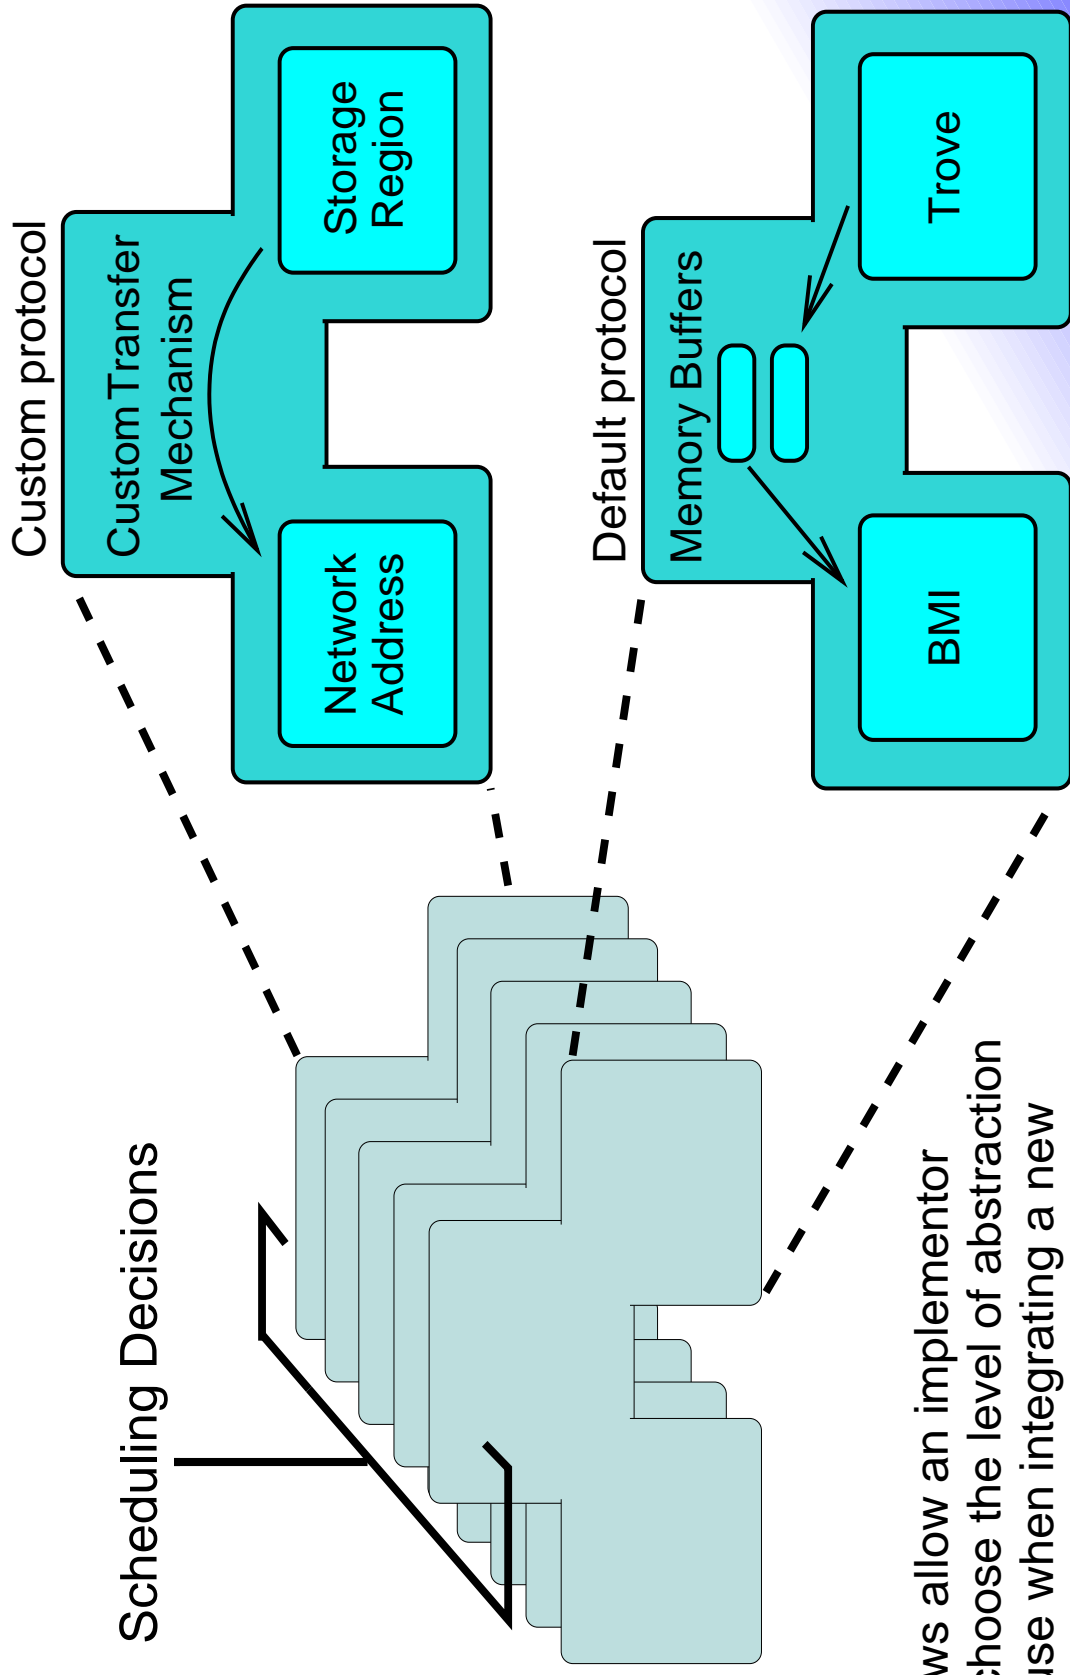 Scheduling Decisions
Custom protocol
Custom Transfer
Mechanism
Network
Address
Storage
Region
Default protocol
Memory Buffers
BMI
Trove
ws allow an implementor
choose the level of abstraction
use when integrating a new